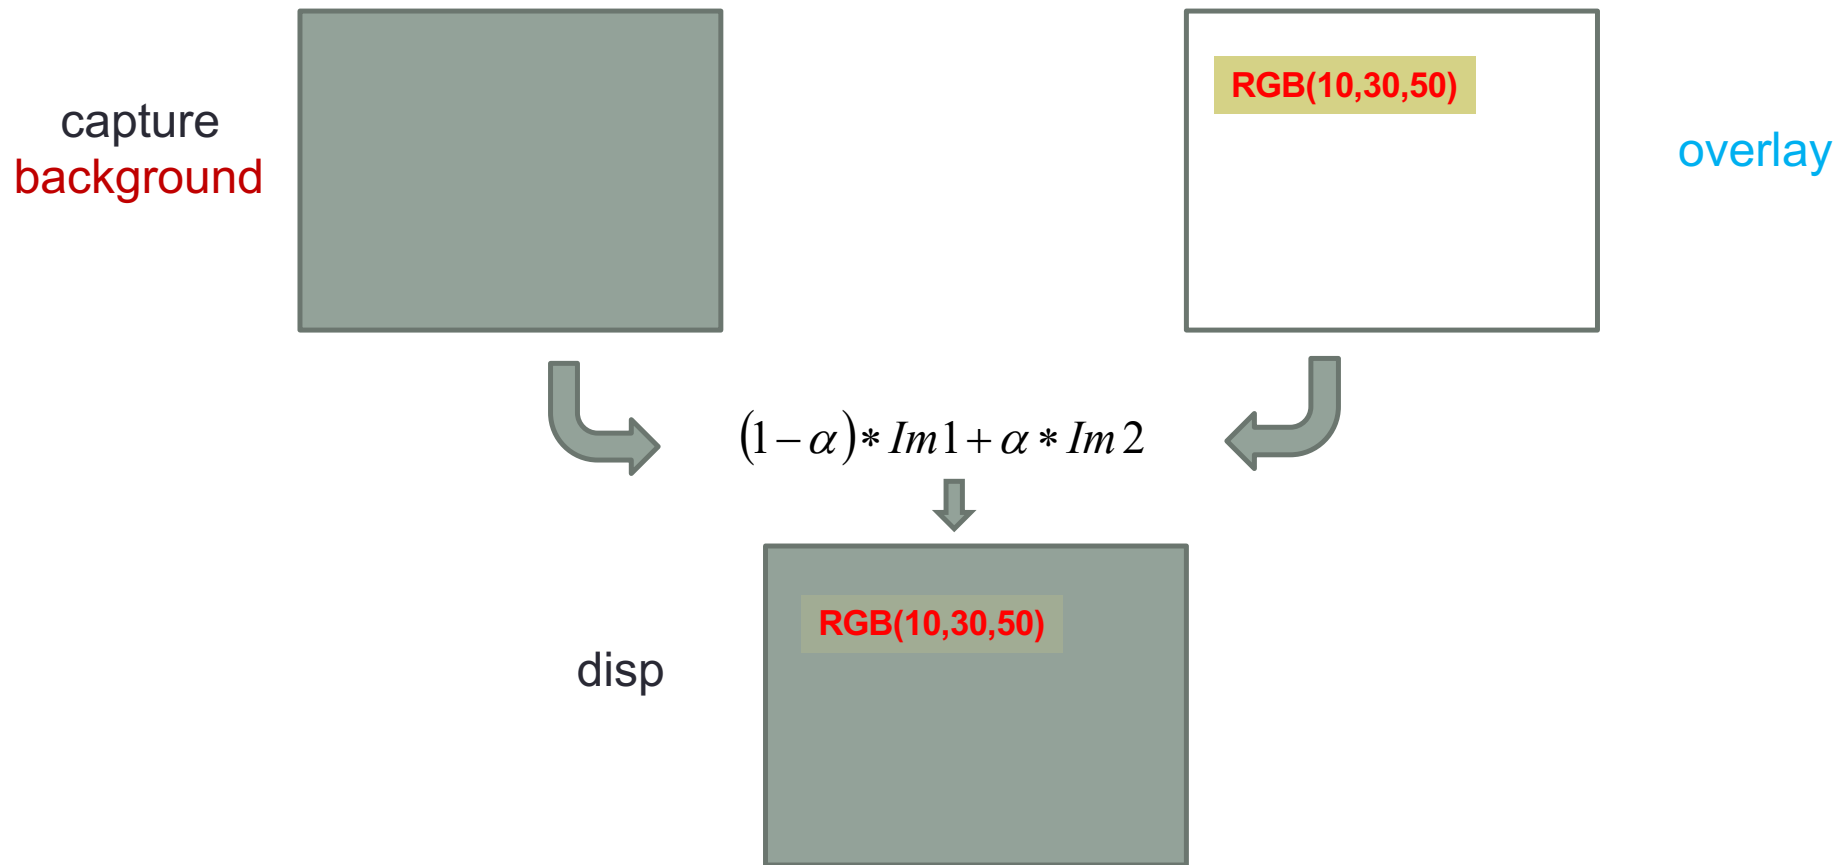 capture
background
RGB(10,30,50)
overlay
(1 − α) * Im1 + α * Im2
RGB(10,30,50)
disp